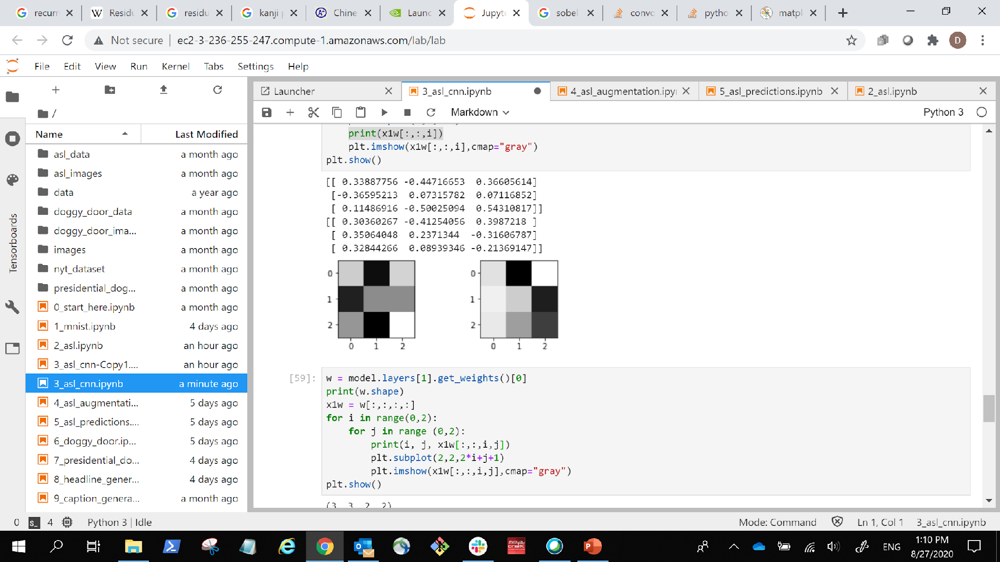 recurr
Residu
residu
kanji p
Chine
Launc
Jupyte
sobel
convo
pytho
matpl
Not secure
ec2-3-236-255-247.compute-1.amazonaws.com/lab/lab
D
File Edit View Run Kernel Tabs Settings Help
Launcher
3_asl_cnn.ipynb
4_asl_augmentation.ipyr
5_asl_predictions.ipynb
2_asl.ipynb
/
Markdown
Python 3
Name Last Modified
asl_data a month ago
asl_images a month ago
data a year ago
doggy_door_data a month ago
doggy_door_ima... a month ago
images a month ago
nyt_dataset a month ago
presidential_dog... a month ago
0_start_here.ipynb a month ago
1_mnist.ipynb 4 days ago
2_asl.ipynb an hour ago
3_asl_cnn-Copy1.... an hour ago
3_asl_cnn.ipynb a minute ago
4_asl_augmentati... 5 days ago
5_asl_predictions.... 5 days ago
6_doggy_door.ip... 5 days ago
7_presidential_do... 4 days ago
8_headline_gener... 4 days ago
9_caption_genera... a month ago
Tensorboards
print(x1w[:,:,i])
plt.imshow(x1w[:,:,i],cmap="gray")
plt.show()
[[ 0.33887756 -0.44716653 0.36605614]
[-0.36595213 0.07315782 0.07116852]
[ 0.11486916 -0.50025094 0.54310817]]
[[ 0.30360267 -0.41254056 0.3987218 ]
[ 0.35064048 0.2371344 -0.31606787]
[ 0.32844266 0.08939346 -0.21369147]]
0
1
2
0 1 2
0
1
2
0 1 2
[59]:
w = model.layers[1].get_weights()[0]
print(w.shape)
x1w = w[:,:,:,:]
for i in range(0,2):
for j in range (0,2):
print(i, j, x1w[:,:,i,j])
plt.subplot(2,2,2*i+j+1)
plt.imshow(x1w[:,:,i,j],cmap="gray")
plt.show()
(3, 3, 2, 2)
0 $_ 4 Python 3 | Idle
Mode: Command Ln 1, Col 1 3_asl_cnn.ipynb
ENG
1:10 PM
8/27/2020